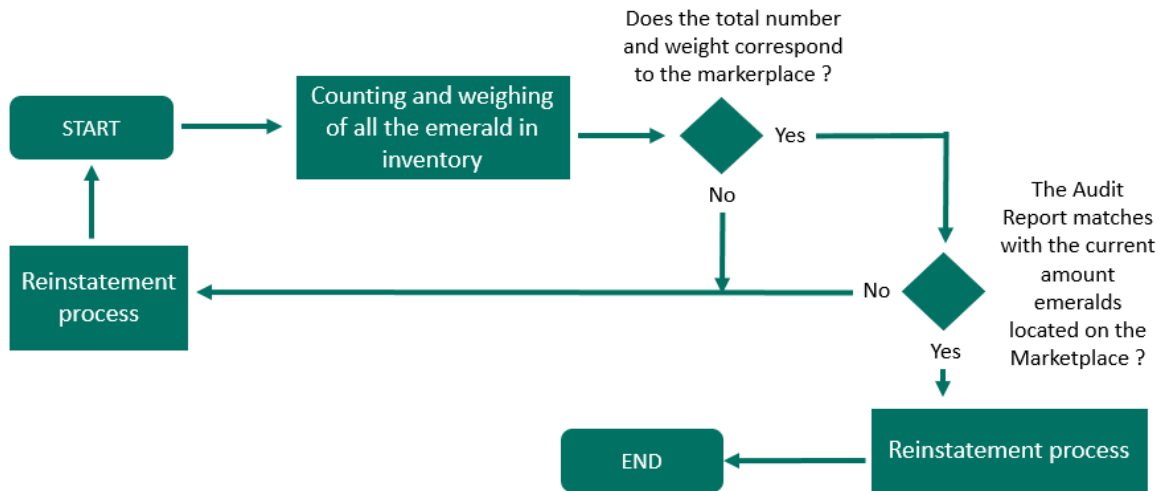 Does the total number
and weight correspond
to the markerplace ?
START
Counting and weighing
of all the emerald in
inventory
Yes
No
The Audit
Report matches
with the current
amount
emeralds
located on the
Marketplace ?
Reinstatement
process
No
Yes
Reinstatement process
END